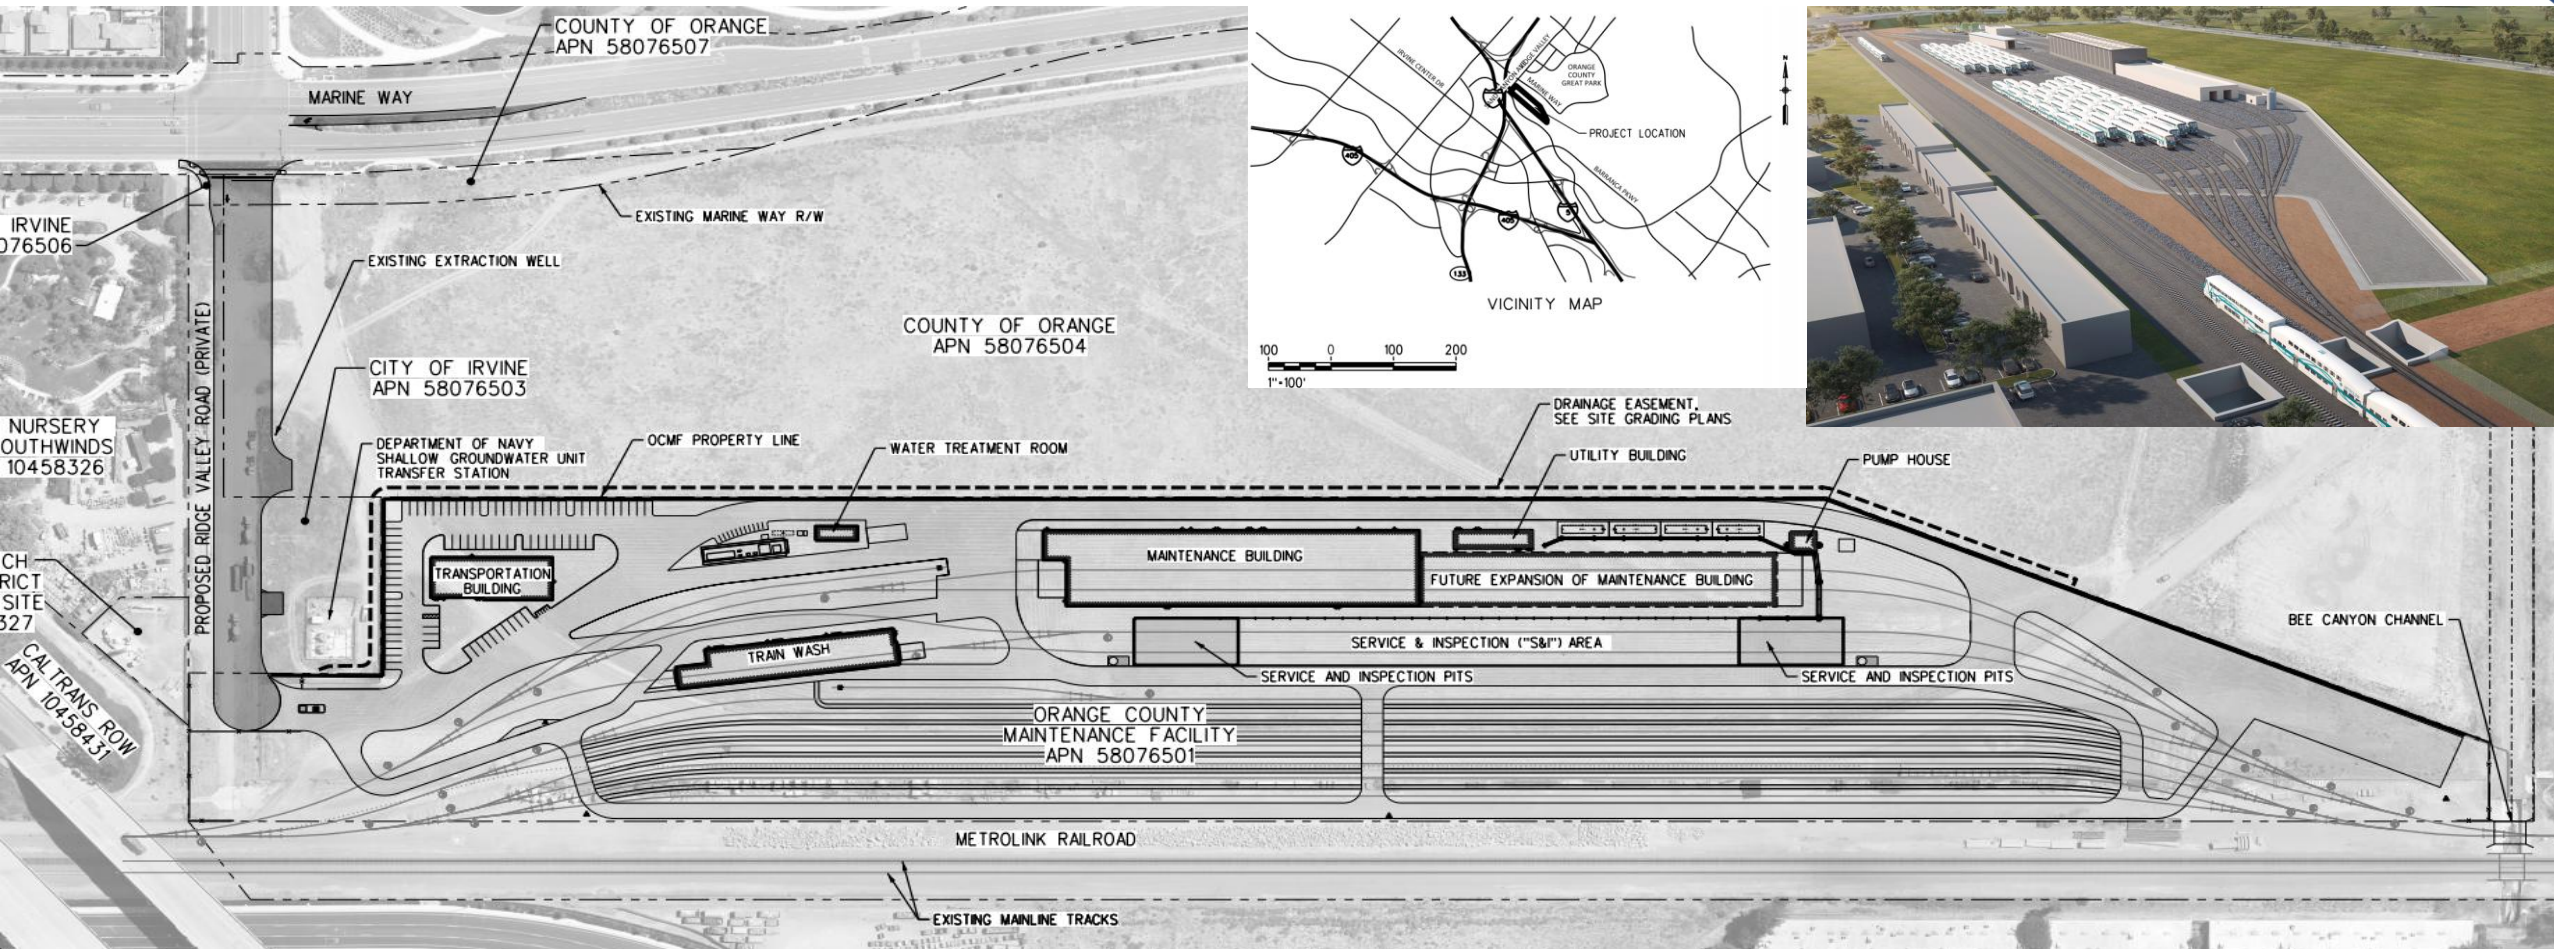 COUNTY OF ORANGE
APN 58076507
MARINE WAY
IRVINE CENTER DR
RIDGE VALLEY
MARINE WAY
ORANGE
COUNTY
GREAT PARK
N
PROJECT LOCATION
405
BARRANCA PKWY
5
405
133
VICINITY MAP
100 0 100 200
1"=100'
IRVINE
076506
EXISTING MARINE WAY R/W
EXISTING EXTRACTION WELL
PROPOSED RIDGE VALLEY ROAD (PRIVATE)
COUNTY OF ORANGE
APN 58076504
CITY OF IRVINE
APN 58076503
NURSERY
OUTHWINDS
10458326
DEPARTMENT OF NAVY
SHALLOW GROUNDWATER UNIT
TRANSFER STATION
OCMF PROPERTY LINE
WATER TREATMENT ROOM
DRAINAGE EASEMENT,
SEE SITE GRADING PLANS
UTILITY BUILDING
PUMP HOUSE
CH
RICT
SITE
327
TRANSPORTATION
BUILDING
MAINTENANCE BUILDING
FUTURE EXPANSION OF MAINTENANCE BUILDING
BEE CANYON CHANNEL
TRAIN WASH
SERVICE & INSPECTION ("S&I") AREA
SERVICE AND INSPECTION PITS
SERVICE AND INSPECTION PITS
CALTRANS ROW
APN 10458431
ORANGE COUNTY
MAINTENANCE FACILITY
APN 58076501
METROLINK RAILROAD
EXISTING MAINLINE TRACKS